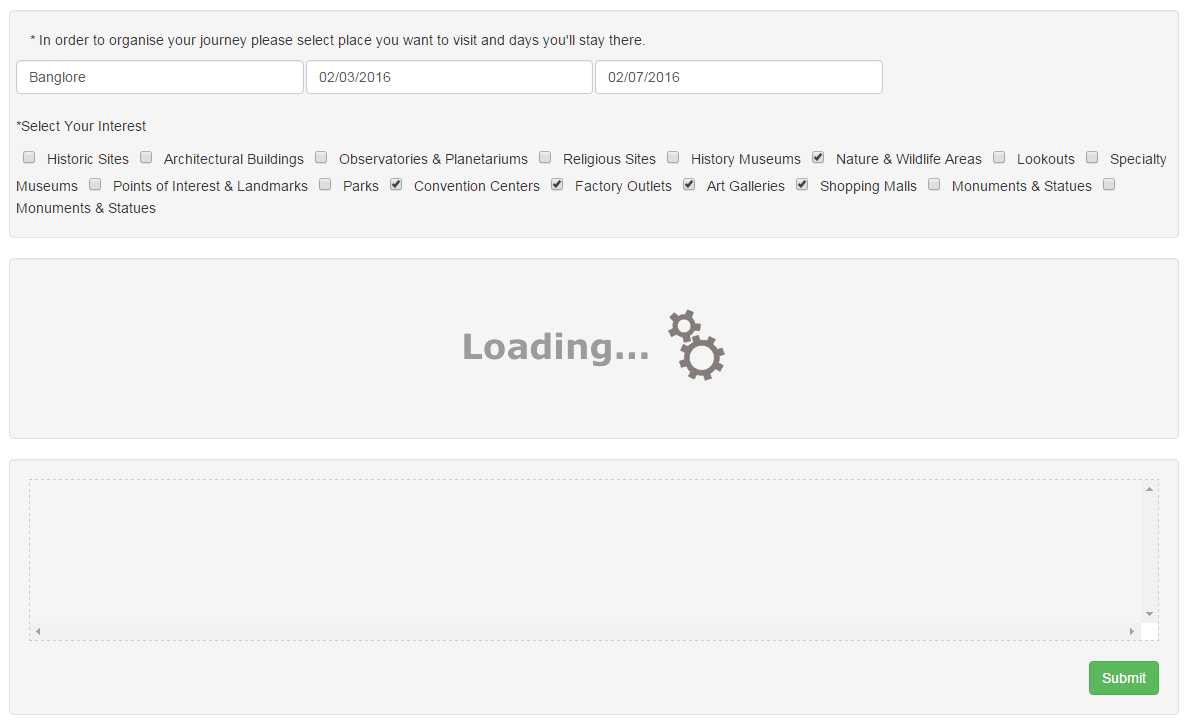 * In order to organise your journey please select place you want to visit and days you'll stay there.
Banglore 02/03/2016 02/07/2016
*Select Your Interest
Historic Sites Architectural Buildings Observatories & Planetariums Religious Sites History Museums Nature & Wildlife Areas Lookouts Specialty
Museums Points of Interest & Landmarks Parks Convention Centers Factory Outlets Art Galleries Shopping Malls Monuments & Statues
Monuments & Statues
Loading...
Submit